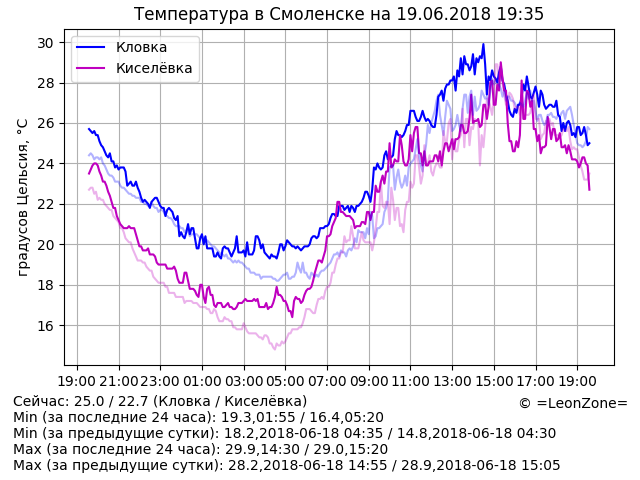 Температура в Смоленске на 19.06.2018 19:35
Кловка
Киселёвка
градусов Цельсия, °C
30
28
26
24
22
20
18
16
19:00 21:00 23:00 01:00 03:00 05:00 07:00 09:00 11:00 13:00 15:00 17:00 19:00
Сейчас: 25.0 / 22.7 (Кловка / Киселёвка)
© =LeonZone=
Min (за последние 24 часа): 19.3,01:55 / 16.4,05:20
Min (за предыдущие сутки): 18.2,2018-06-18 04:35 / 14.8,2018-06-18 04:30
Max (за последние 24 часа): 29.9,14:30 / 29.0,15:20
Max (за предыдущие сутки): 28.2,2018-06-18 14:55 / 28.9,2018-06-18 15:05